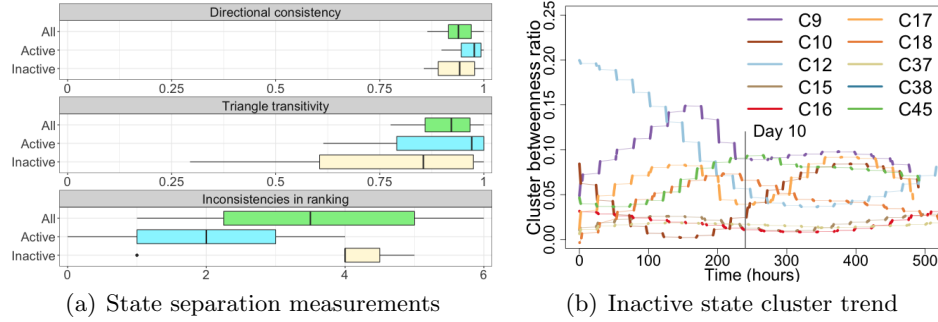 Directional consistency
All
Active
Inactive
0 0.25 0.5 0.75 1
Triangle transitivity
All
Active
Inactive
0 0.25 0.5 0.75 1
Inconsistencies in ranking
All
Active
Inactive
0 2 4 6
(a) State separation measurements
Cluster betweenness ratio
0.25
0.20
0.15
0.10
0.05
0.00
C9 C17
C10 C18
C12 C37
C15 C38
C16 C45
Day 10
0 100 200 300 400 500
Time (hours)
(b) Inactive state cluster trend